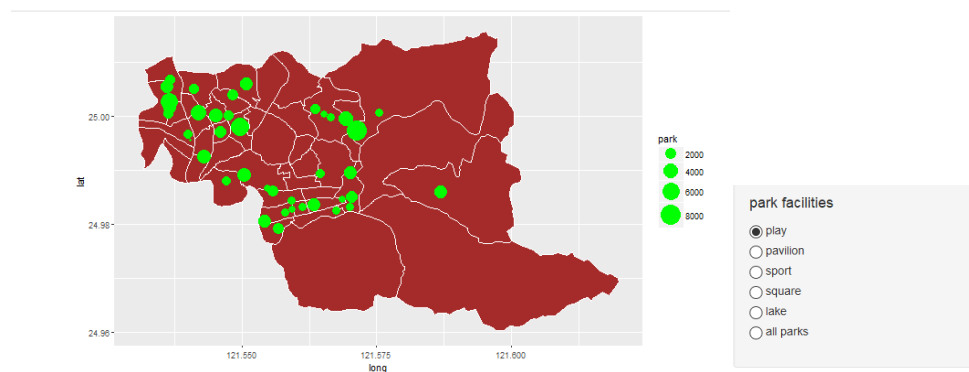 25.00
24.98
24.96
lat
121.550
121.575
121.600
long
park
2000
4000
6000
8000
park facilities
play
pavilion
sport
square
lake
all parks